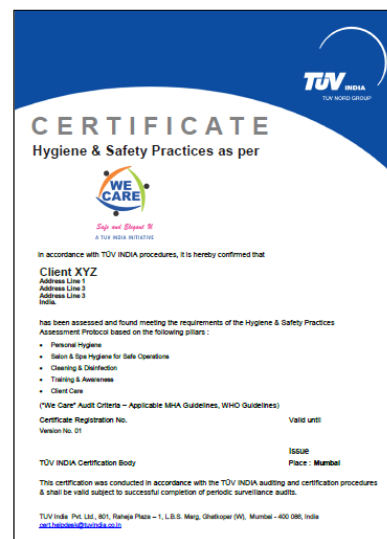 TÜV INDIA
TUV NORD GROUP
CERTIFICATE
Hygiene & Safety Practices as per
WE
CARE
Safe and Elegant U
A TUV INDIA INITIATIVE
In accordance with TÜV INDIA procedures, it is hereby confirmed that
Client XYZ
Address Line 1
Address Line 3
Address Line 3
India.
has been assessed and found meeting the requirements of the Hygiene & Safety Practices
Assessment Protocol based on the following pillars :
• Personal Hygiene
• Salon & Spa Hygiene for Safe Operations
• Cleaning & Disinfection
• Training & Awareness
• Client Care
("We Care" Audit Criteria – Applicable MHA Guidelines, WHO Guidelines)
Certificate Registration No. Valid until
Version No. 01
Issue
TÜV INDIA Certification Body Place : Mumbai
This certification was conducted in accordance with the TÜV INDIA auditing and certification procedures
& shall be valid subject to successful completion of periodic surveillance audits.
TUV India Pvt. Ltd., 801, Raheja Plaza – 1, L.B.S. Marg, Ghatkoper (W), Mumbai - 400 086, India
cert.helpdesk@tuvindia.co.in